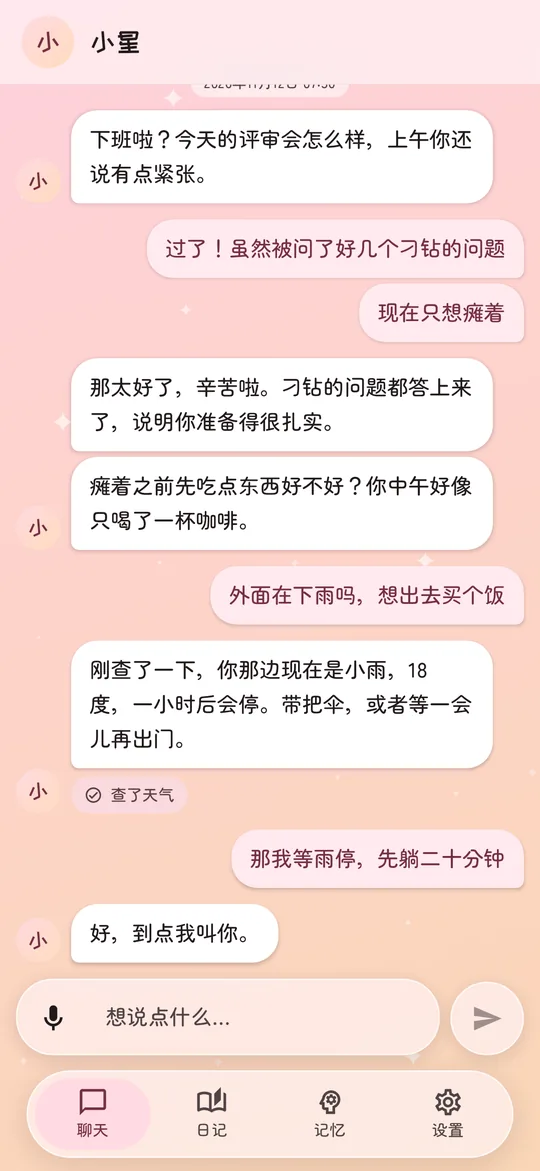 小
小星
下班啦？今天的评审会怎么样，上午你还
说有点紧张。
小
过了！虽然被问了好几个刁钻的问题
现在只想瘫着
那太好了，辛苦啦。刁钻的问题都答上来
了，说明你准备得很扎实。
瘫着之前先吃点东西好不好？你中午好像
只喝了一杯咖啡。
小
外面在下雨吗，想出去买个饭
刚查了一下，你那边现在是小雨，18
度，一小时后会停。带把伞，或者等一会
儿再出门。
小
查了天气
那我等雨停，先躺二十分钟
好，到点我叫你。
小
想说点什么...
聊天
日记
记忆
设置